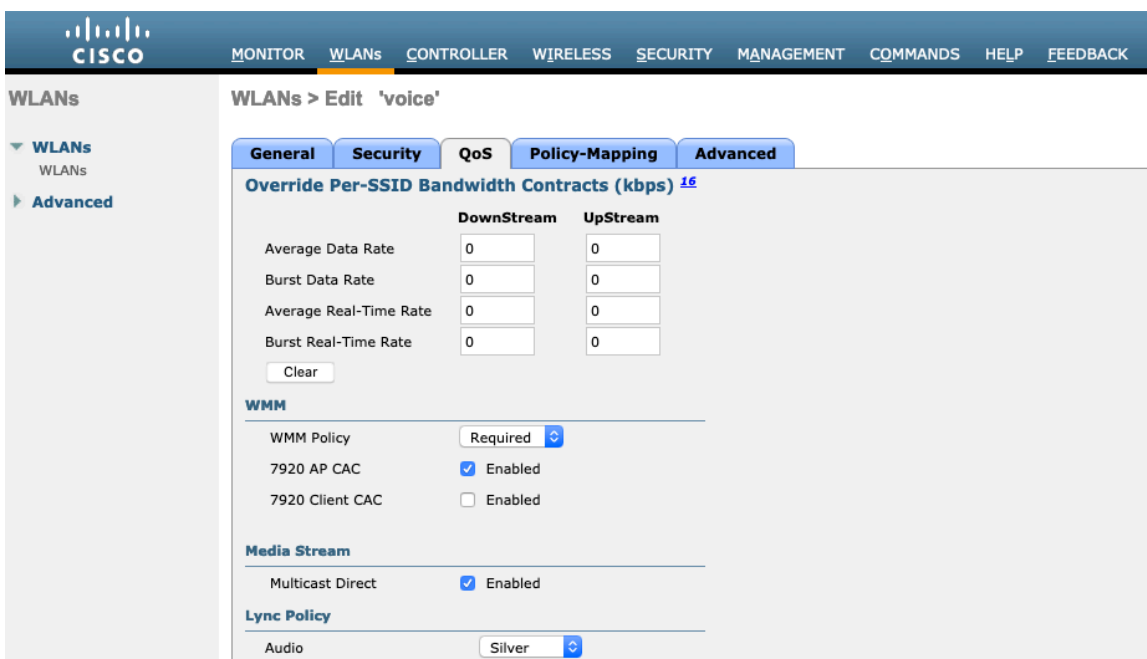 CISCO
MONITOR WLANs CONTROLLER WIRELESS SECURITY MANAGEMENT COMMANDS HELP FEEDBACK
WLANs
WLANs
WLANs
Advanced
WLANs > Edit 'voice'
General Security QoS Policy-Mapping Advanced
Override Per-SSID Bandwidth Contracts (kbps) 16
DownStream UpStream
Average Data Rate 0 0
Burst Data Rate 0 0
Average Real-Time Rate 0 0
Burst Real-Time Rate 0 0
Clear
WMM
WMM Policy Required
7920 AP CAC Enabled
7920 Client CAC Enabled
Media Stream
Multicast Direct Enabled
Lync Policy
Audio Silver